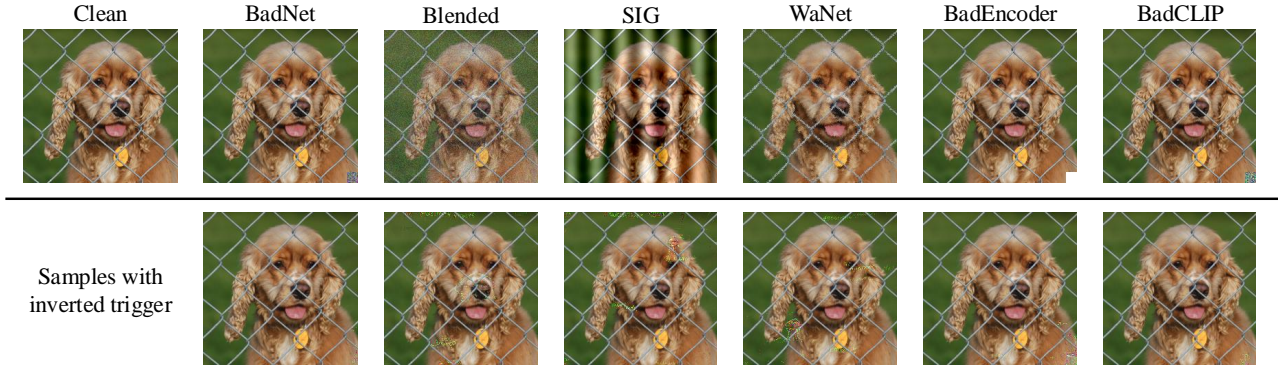 Clean BadNet Blended SIG WaNet BadEncoder BadCLIP
Samples with
inverted trigger